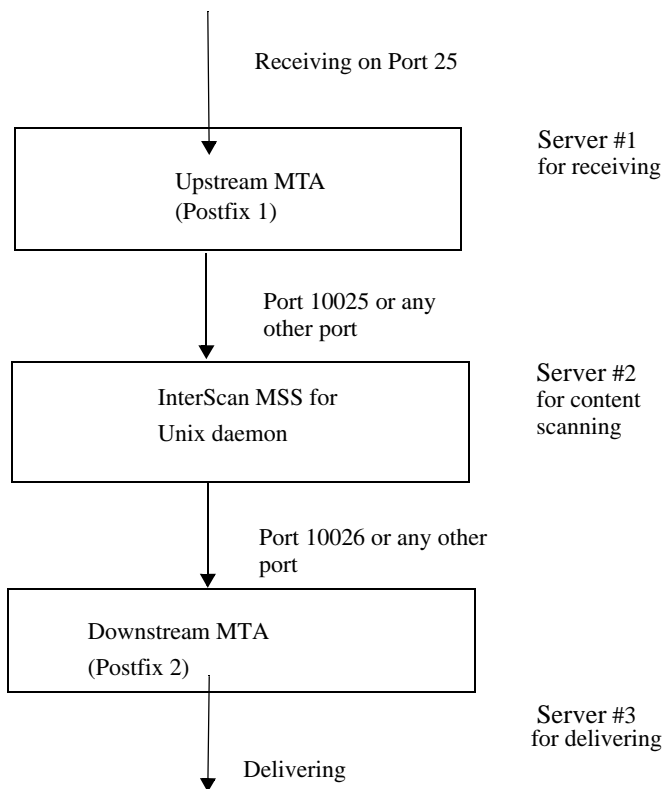 Receiving on Port 25
Server #1
for receiving
Upstream MTA
(Postfix 1)
Port 10025 or any
other port
Server #2
for content
scanning
InterScan MSS for
Unix daemon
Port 10026 or any other
port
Downstream MTA
(Postfix 2)
Server #3
for delivering
Delivering